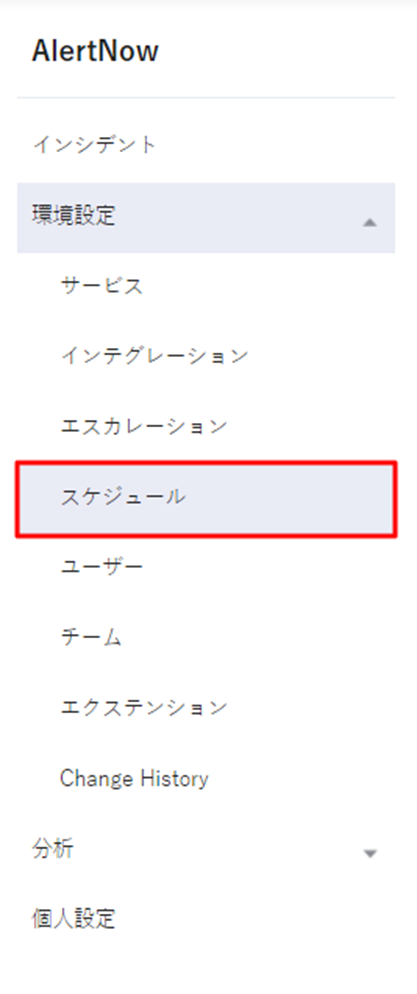 AlertNow
インシデント
環境設定
サービス
インテグレーション
エスカレーション
スケジュール
ユーザー
チーム
エクステンション
Change History
分析
個人設定